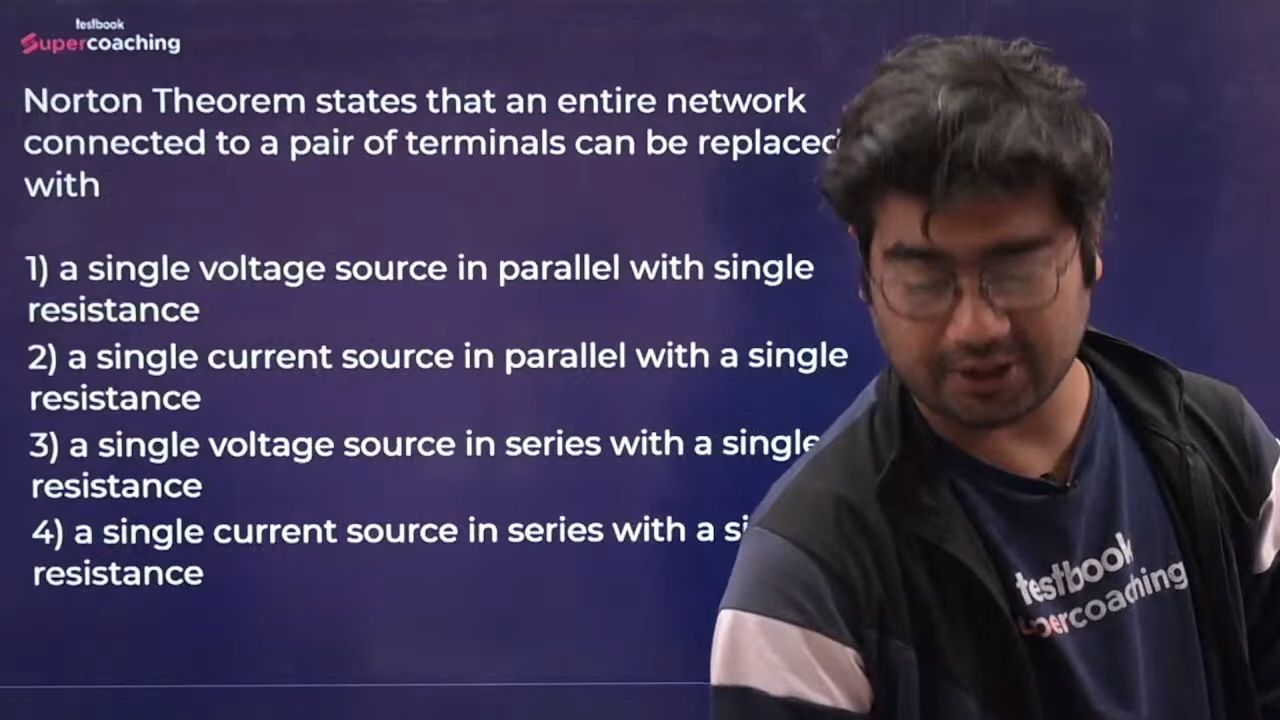 testbook
Supercoaching
Norton Theorem states that an entire network
connected to a pair of terminals can be replaced
with
1) a single voltage source in parallel with single
resistance
2) a single current source in parallel with a single
resistance
3) a single voltage source in series with a single
resistance
4) a single current source in series with a
resistance
testbook
supercoaching